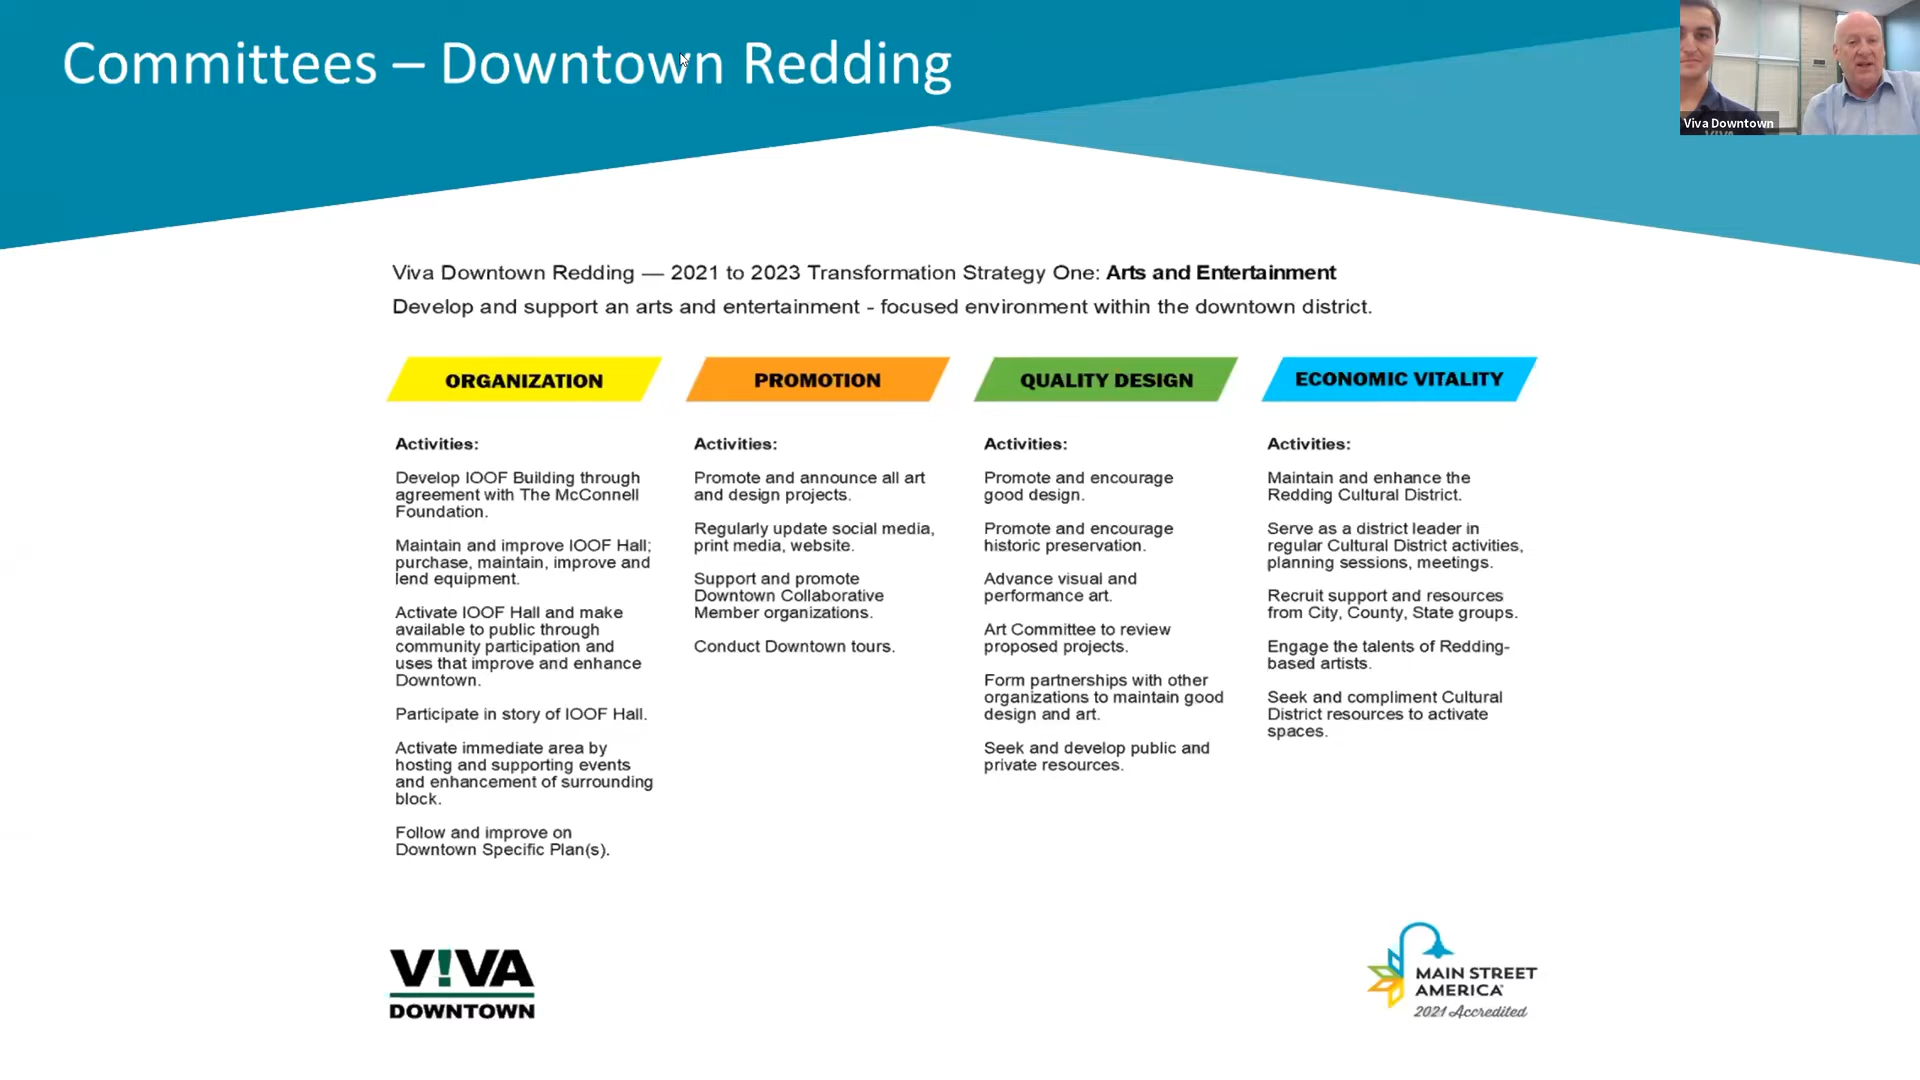 Committees – Downtown Redding
Viva Downtown
VIVA
Viva Downtown Redding — 2021 to 2023 Transformation Strategy One: Arts and Entertainment
Develop and support an arts and entertainment - focused environment within the downtown district.
ORGANIZATION
Activities:
Develop IOOF Building through
agreement with The McConnell
Foundation.
Maintain and improve IOOF Hall;
purchase, maintain, improve and
lend equipment.
Activate IOOF Hall and make
available to public through
community participation and
uses that improve and enhance
Downtown.
Participate in story of IOOF Hall.
Activate immediate area by
hosting and supporting events
and enhancement of surrounding
block.
Follow and improve on
Downtown Specific Plan(s).
PROMOTION
Activities:
Promote and announce all art
and design projects.
Regularly update social media,
print media, website.
Support and promote
Downtown Collaborative
Member organizations.
Conduct Downtown tours.
QUALITY DESIGN
Activities:
Promote and encourage
good design.
Promote and encourage
historic preservation.
Advance visual and
performance art.
Art Committee to review
proposed projects.
Form partnerships with other
organizations to maintain good
design and art.
Seek and develop public and
private resources.
ECONOMIC VITALITY
Activities:
Maintain and enhance the
Redding Cultural District.
Serve as a district leader in
regular Cultural District activities,
planning sessions, meetings.
Recruit support and resources
from City, County, State groups.
Engage the talents of Redding-
based artists.
Seek and compliment Cultural
District resources to activate
spaces.
V!VA
DOWNTOWN
MAIN STREET
AMERICA
2021 Accredited